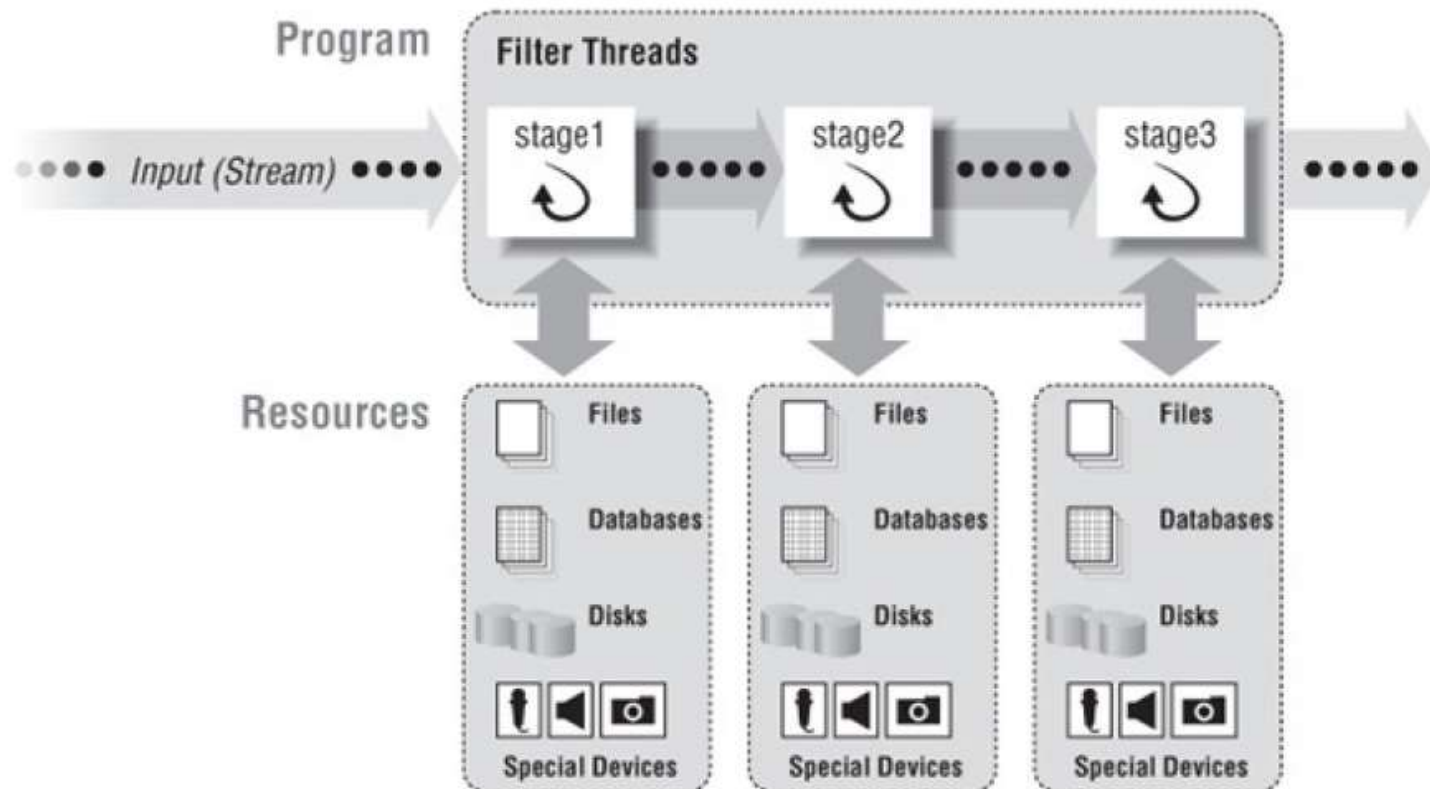 Program
Filter Threads
Input (Stream)
stage1
stage2
stage3
Resources
Files
Databases
Disks
Special Devices
Files
Databases
Disks
Special Devices
Files
Databases
Disks
Special Devices